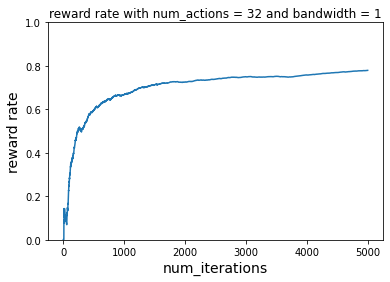 reward rate with num_actions = 32 and bandwidth = 1
1.0
0.8
0.6
0.4
0.2
0.0
reward rate
0 1000 2000 3000 4000 5000
num_iterations